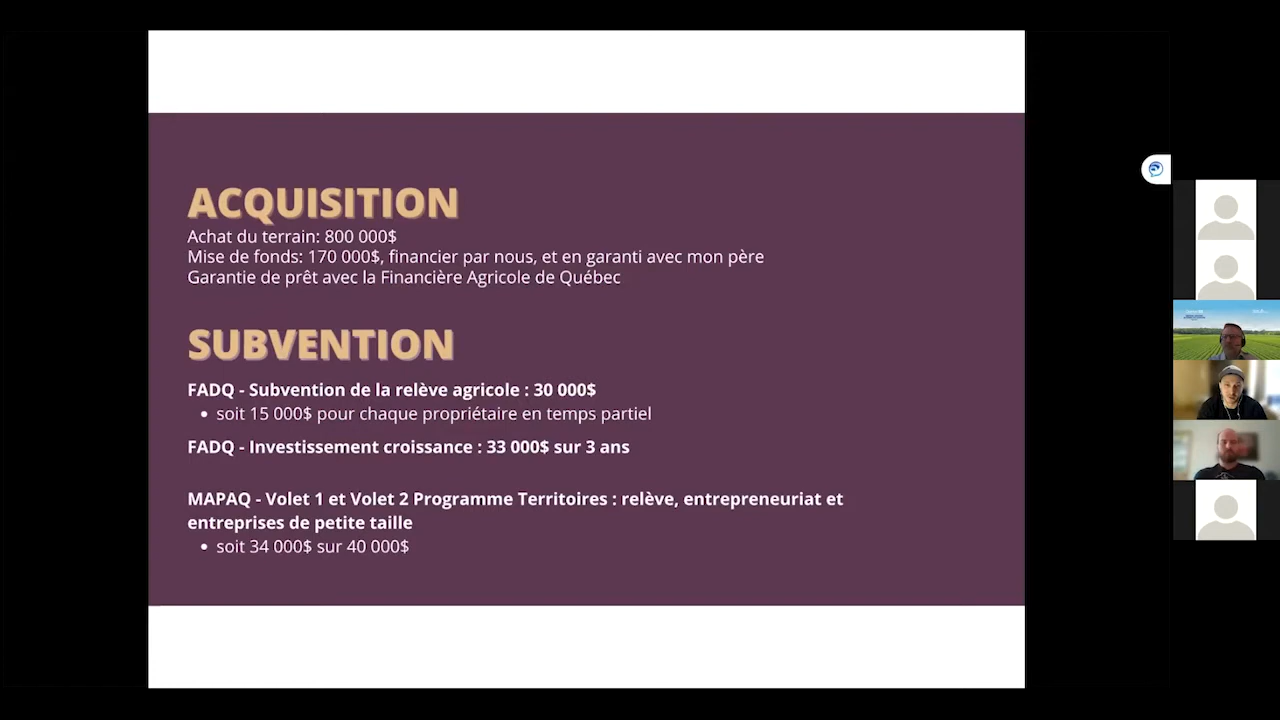 ACQUISITION
Achat du terrain: 800 000$
Mise de fonds: 170 000$, financier par nous, et en garanti avec mon père
Garantie de prêt avec la Financière Agricole de Québec
SUBVENTION
FADQ - Subvention de la relève agricole : 30 000$
• soit 15 000$ pour chaque propriétaire en temps partiel
FADQ - Investissement croissance : 33 000$ sur 3 ans
MAPAQ - Volet 1 et Volet 2 Programme Territoires : relève, entrepreneuriat et
entreprises de petite taille
• soit 34 000$ sur 40 000$